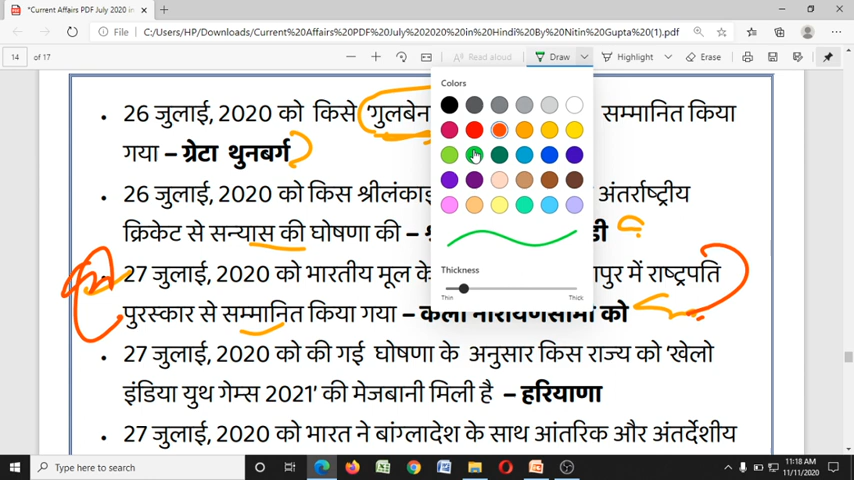 *Current Affairs PDF July 2020 in
File
C:/Users/HP/Downloads/Current%20Affairs%20PDF%20July%202020%20in%20Hindi%20By%20Nitin%20Gupta%20(1).pdf
14 of 17
Read aloud
Draw
Highlight
Erase
Colors
Thickness
Thin
Thick
• 26 जुलाई, 2020 को किसे 'गुलबेन सम्मानित किया
गया – ग्रेटा थुनबर्ग
• 26 जुलाई, 2020 को किस श्रीलंकाई अंतर्राष्ट्रीय
क्रिकेट से सन्यास की घोषणा की –
• 27 जुलाई, 2020 को भारतीय मूल के में राष्ट्रपति
पुरस्कार से सम्मानित किया गया – कला नारायणसामी को
• 27 जुलाई, 2020 को की गई घोषणा के अनुसार किस राज्य को 'खेलो
इंडिया युथ गेम्स 2021' की मेजबानी मिली है – हरियाणा
• 27 जुलाई, 2020 को भारत ने बांग्लादेश के साथ आंतरिक और अंतर्देशीय
Type here to search
11:18 AM
11/11/2020